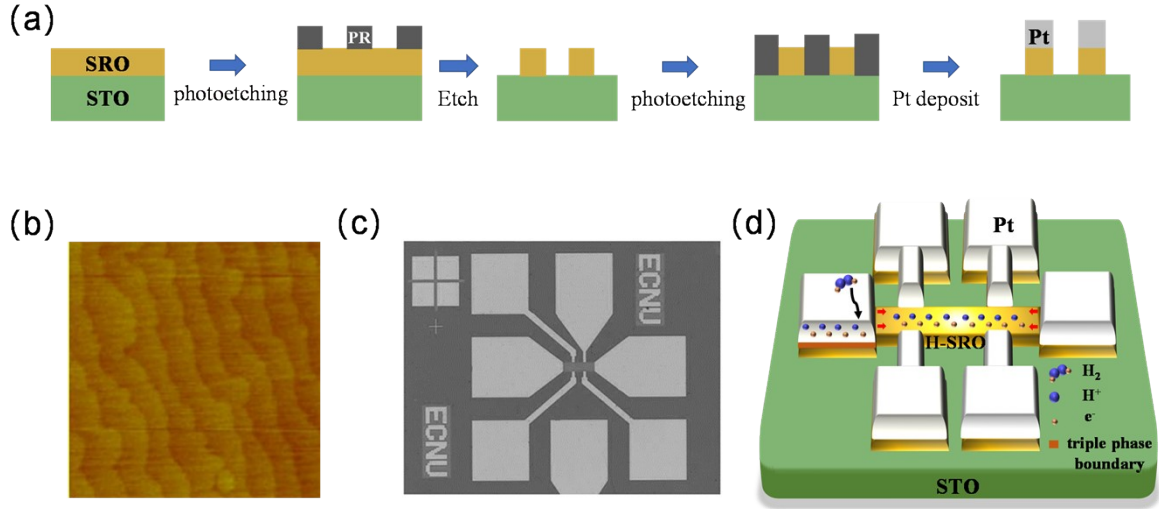 (a)
PR
SRO
STO
photoetching
Etch
photoetching
Pt deposit
Pt
(b)
(c)
ECNU
ECNU
(d)
Pt
H-SRO
H₂
H⁺
e⁻
triple phase
boundary
STO